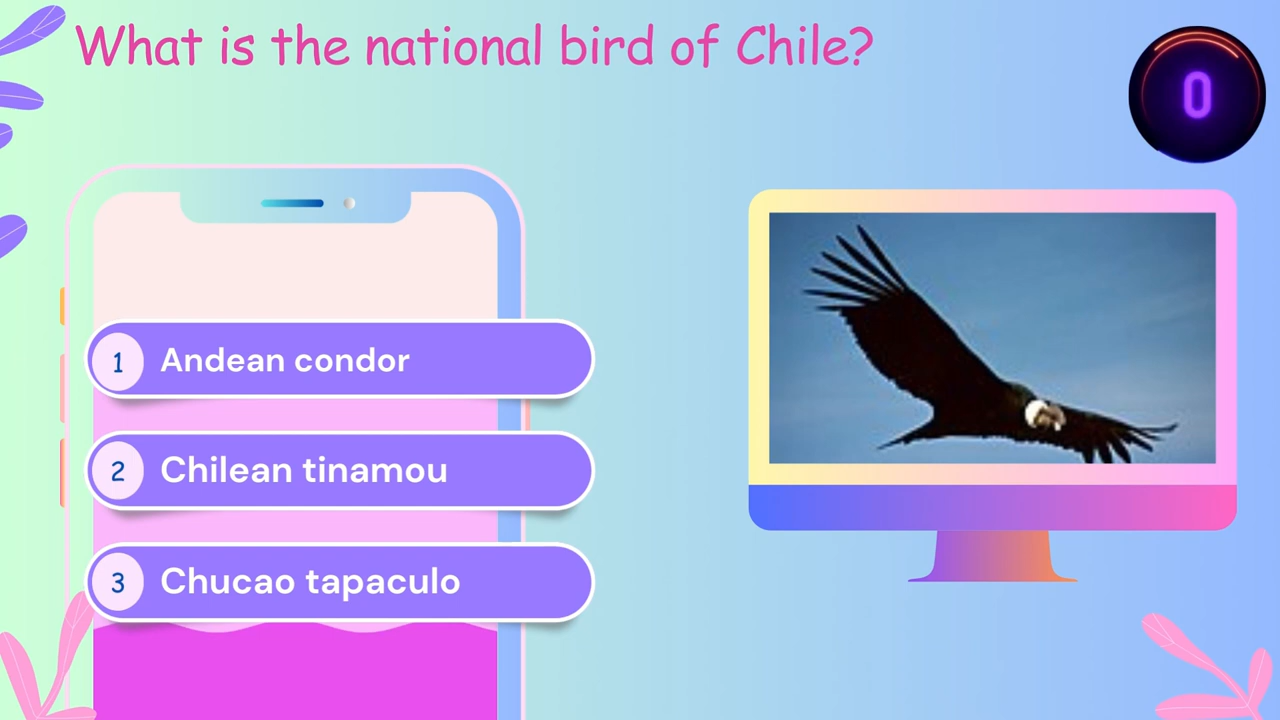 What is the national bird of Chile?
0
1 Andean condor
2 Chilean tinamou
3 Chucao tapaculo